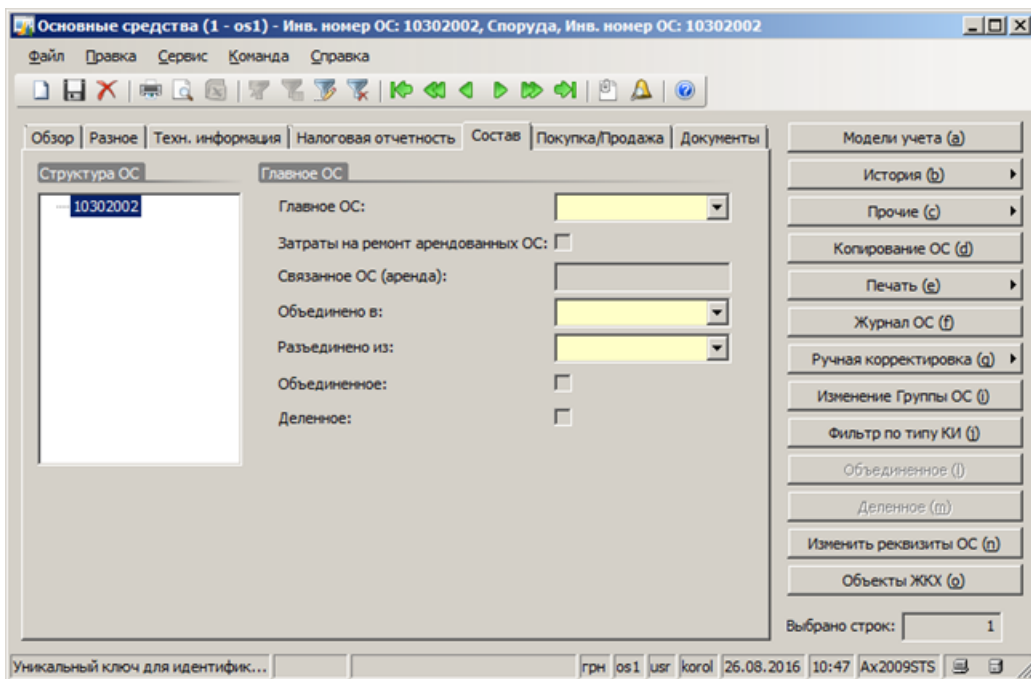 Основные средства (1 - os1) - Инв. номер ОС: 10302002, Споруда, Инв. номер ОС: 10302002
Файл Правка Сервис Команда Справка
Обзор Разное Техн. информация Налоговая отчетность Состав Покупка/Продажа Документы
Структура ОС
10302002
Главное ОС
Главное ОС:
Затраты на ремонт арендованных ОС:
Связанное ОС (аренда):
Объединено в:
Разъединено из:
Объединенное:
Деленное:
Модели учета (a)
История (b)
Прочие (c)
Копирование ОС (d)
Печать (e)
Журнал ОС (f)
Ручная корректировка (g)
Изменение Группы ОС (i)
Фильтр по типу КИ (j)
Объединенное (l)
Деленное (m)
Изменить реквизиты ОС (n)
Объекты ЖКХ (o)
Выбрано строк: 1
Уникальный ключ для идентифик... грн os1 usr korol 26.08.2016 10:47 Ax2009STS